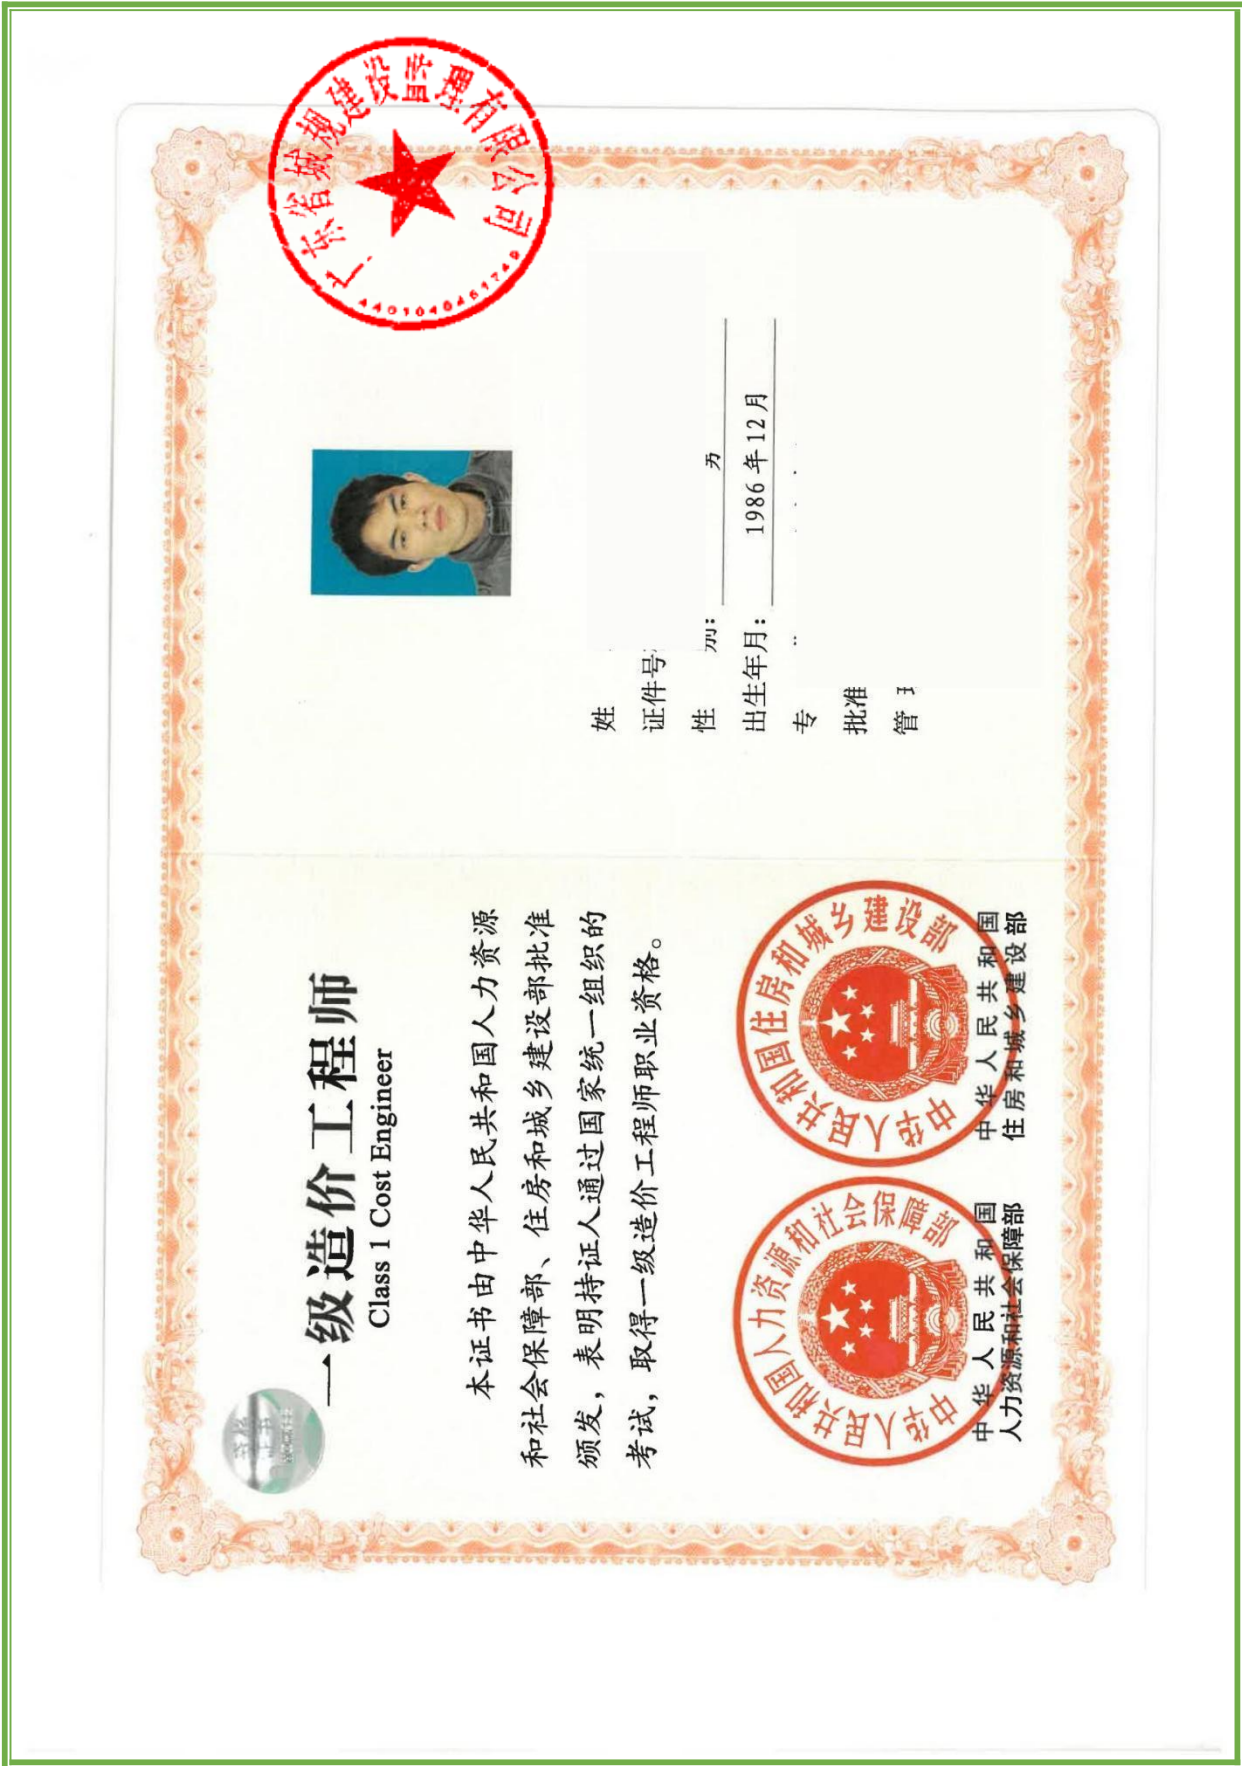 一级造价工程师
Class 1 Cost Engineer
本证书由中华人民共和国人力资源
和社会保障部、住房和城乡建设部批准
颁发，表明持证人通过国家统一组织的
考试，取得一级造价工程师职业资格。
中华人民共和国人力资源和社会保障部
中华人民共和国
人力资源和社会保障部
中华人民共和国住房和城乡建设部
中华人民共和国
住房和城乡建设部
广东省城规建设监理有限公司
姓
证件号
性 别： 男
出生年月： 1986年12月
专
批准
管